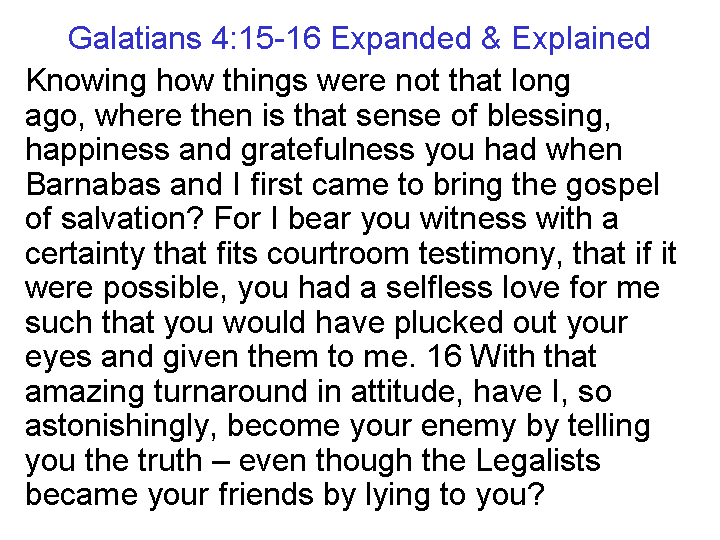 Galatians 4:15-16 Expanded & Explained
Knowing how things were not that long
ago, where then is that sense of blessing,
happiness and gratefulness you had when
Barnabas and I first came to bring the gospel
of salvation? For I bear you witness with a
certainty that fits courtroom testimony, that if it
were possible, you had a selfless love for me
such that you would have plucked out your
eyes and given them to me. 16 With that
amazing turnaround in attitude, have I, so
astonishingly, become your enemy by telling
you the truth – even though the Legalists
became your friends by lying to you?